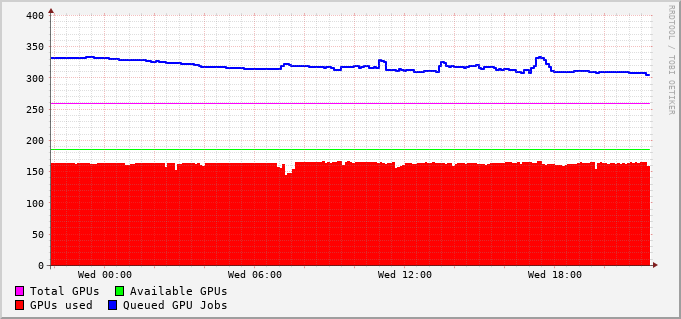 400
350
300
250
200
150
100
50
0
Wed 00:00 Wed 06:00 Wed 12:00 Wed 18:00
Total GPUs Available GPUs
GPUs used Queued GPU Jobs
RRDTOOL / TOBI OETIKER